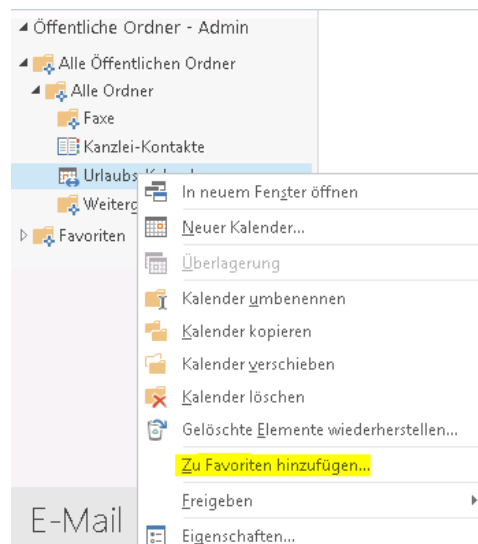 Öffentliche Ordner - Admin
Alle Öffentlichen Ordner
Alle Ordner
Faxe
Kanzlei-Kontakte
Urlaubs
Favoriten
In neuem Fenster öffnen
Neuer Kalender...
Überlagerung
Kalender umbenennen
Kalender kopieren
Kalender verschieben
Kalender löschen
Gelöschte Elemente wiederherstellen...
Zu Favoriten hinzufügen...
Freigeben
Eigenschaften...
E-Mail